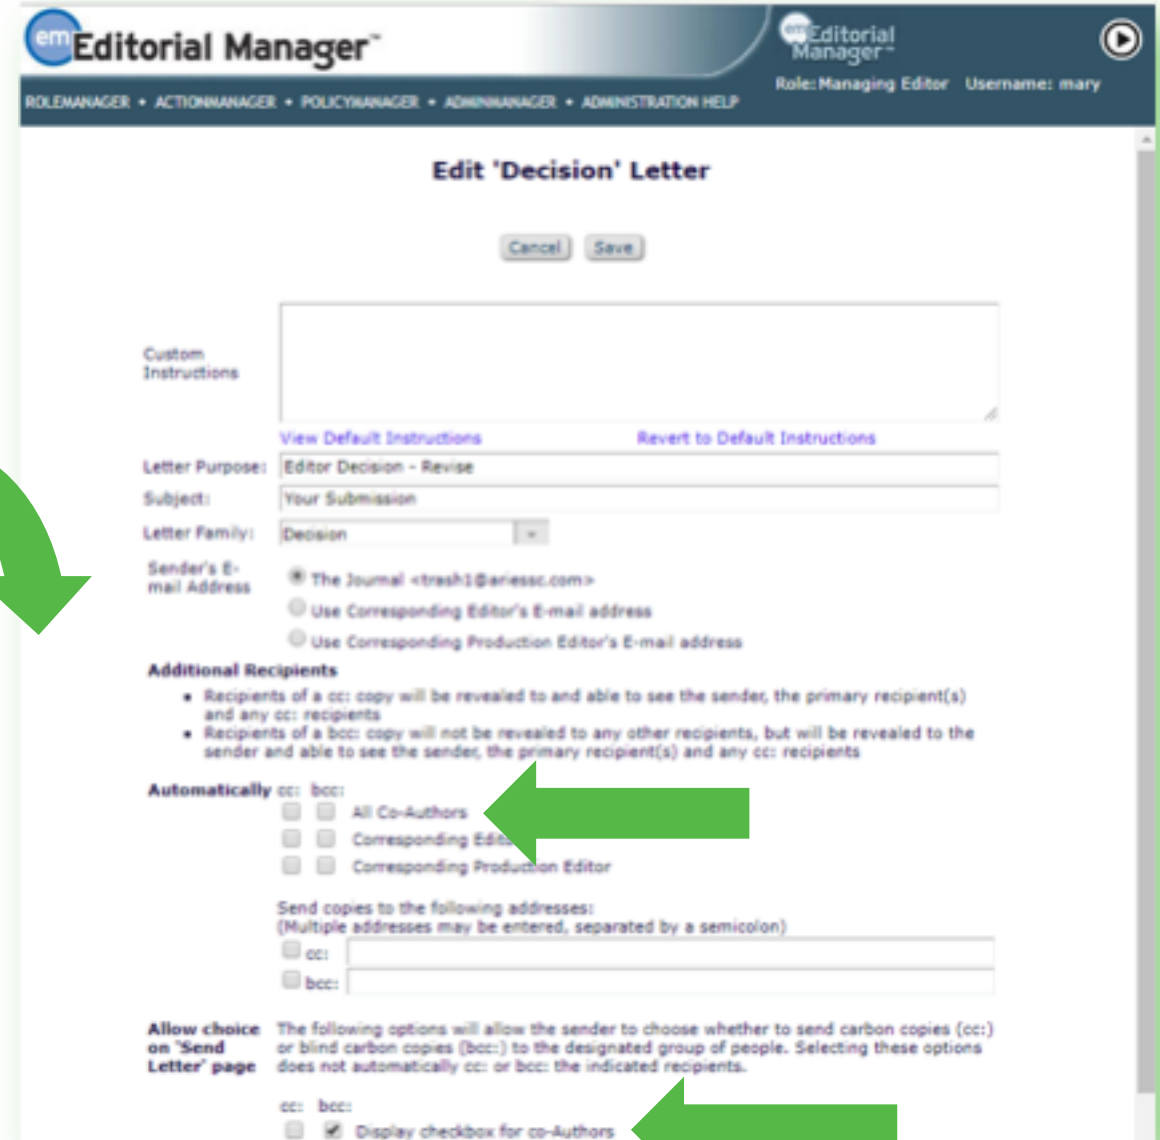 em Editorial Manager™
em Editorial
Manager™
Role: Managing Editor Username: mary
ROLEMANAGER • ACTIONMANAGER • POLICYMANAGER • ADMINMANAGER • ADMINISTRATION HELP
Edit 'Decision' Letter
Cancel Save
Custom
Instructions
View Default Instructions Revert to Default Instructions
Letter Purpose: Editor Decision - Revise
Subject: Your Submission
Letter Family: Decision
Sender's E-
mail Address
The Journal <trash1@ariessc.com>
Use Corresponding Editor's E-mail address
Use Corresponding Production Editor's E-mail address
Additional Recipients
• Recipients of a cc: copy will be revealed to and able to see the sender, the primary recipient(s)
and any cc: recipients
• Recipients of a bcc: copy will not be revealed to any other recipients, but will be revealed to the
sender and able to see the sender, the primary recipient(s) and any cc: recipients
Automatically cc: bcc:
All Co-Authors
Corresponding Edito
Corresponding Production Editor
Send copies to the following addresses:
(Multiple addresses may be entered, separated by a semicolon)
cc:
bcc:
Allow choice The following options will allow the sender to choose whether to send carbon copies (cc:)
on 'Send or blind carbon copies (bcc:) to the designated group of people. Selecting these options
Letter' page does not automatically cc: or bcc: the indicated recipients.
cc: bcc:
Display checkbox for co-Authors